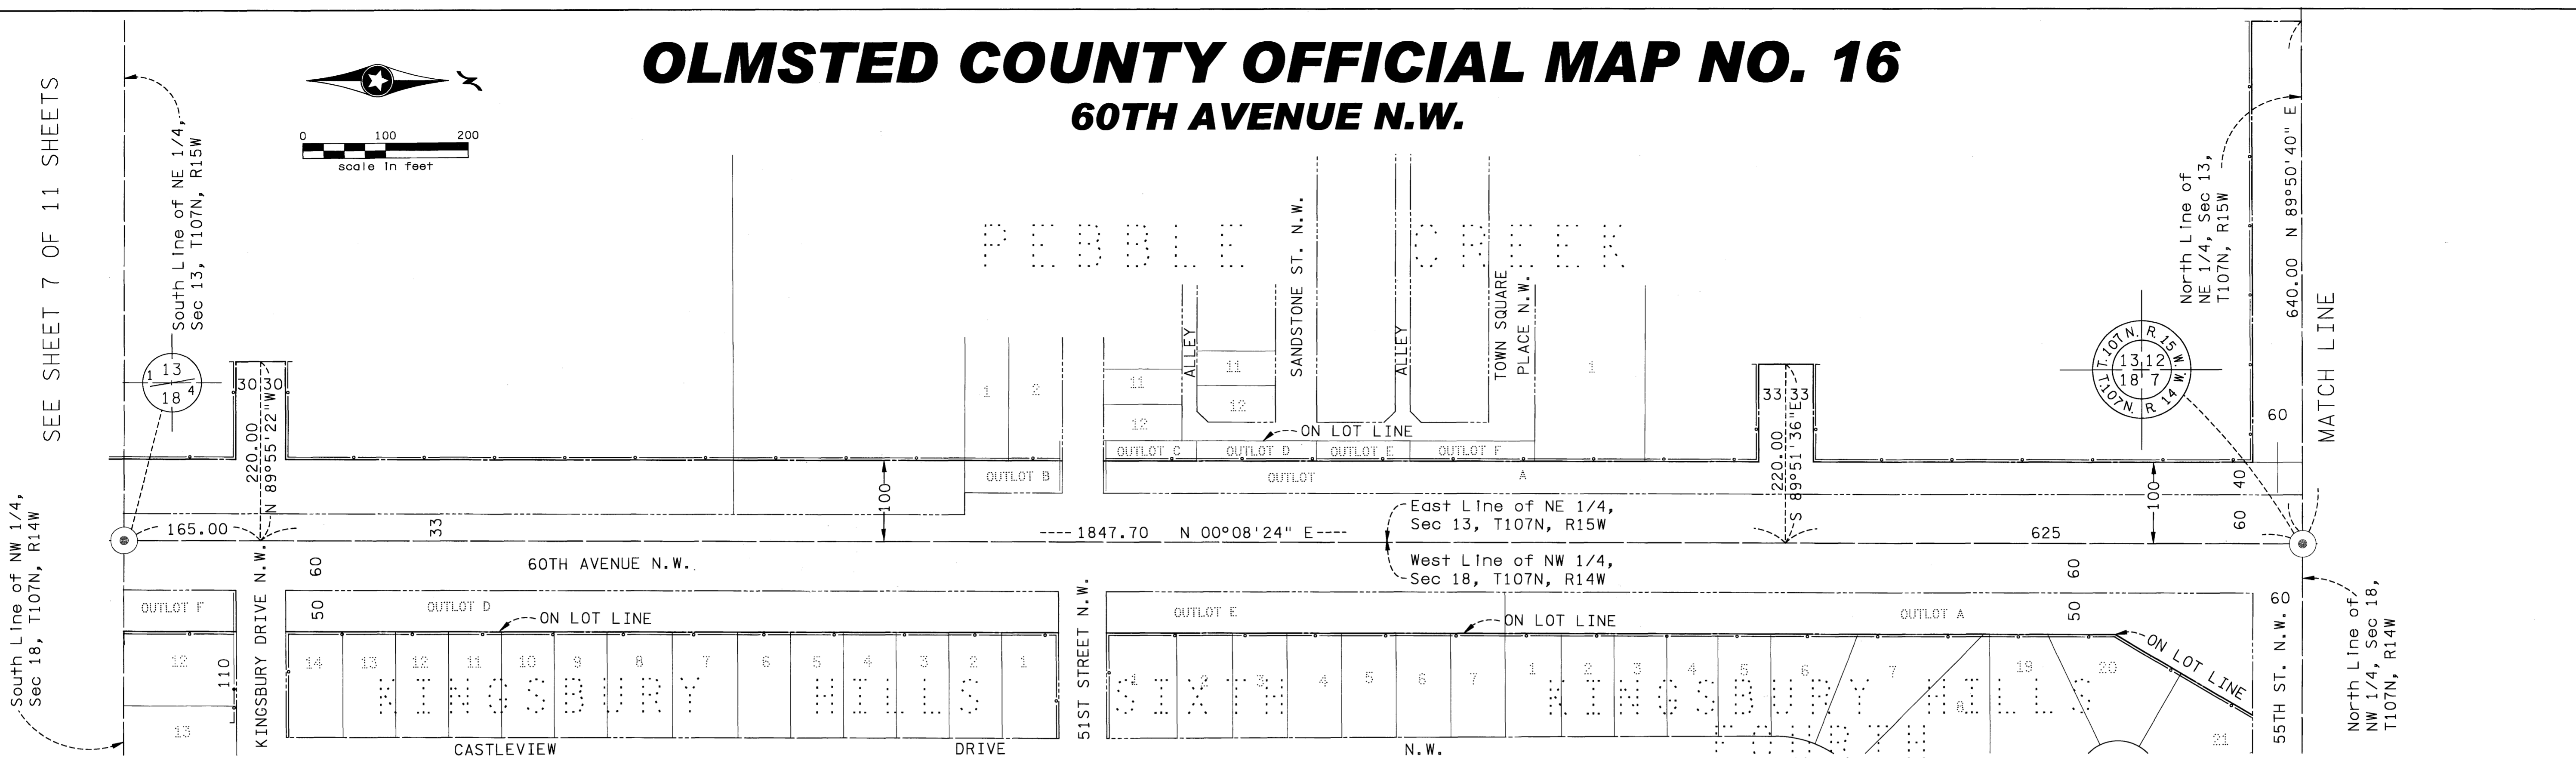 OLMSTED COUNTY OFFICIAL MAP NO. 16
60TH AVENUE N.W.
SEE SHEET 7 OF 11 SHEETS
South Line of NE 1/4,
Sec 13, T107N, R15W
0 100 200
scale in feet
PEBBLE CREEK
North Line of
NE 1/4, Sec 13,
T107N, R15W
640.00 N 89°50'40" E
MATCH LINE
1 13
18 4
30 30
220.00
N 89°55'22"W
1
2
11
12
ALLEY
11
12
SANDSTONE ST. N.W.
ALLEY
TOWN SQUARE
PLACE N.W.
1
ON LOT LINE
OUTLOT C
OUTLOT D
OUTLOT E
OUTLOT F
OUTLOT B
OUTLOT A
33 33
220.00
S 89°51'36"E
T.107N. R. 15 W.
13 12
18 7
T.107N. R. 14 W.
60
40
60
100
100
South Line of NW 1/4,
Sec 18, T107N, R14W
165.00
33
1847.70 N 00°08'24" E
East Line of NE 1/4,
Sec 13, T107N, R15W
West Line of NW 1/4,
Sec 18, T107N, R14W
625
60
60TH AVENUE N.W.
60
50
50
OUTLOT F
OUTLOT D
ON LOT LINE
OUTLOT E
ON LOT LINE
OUTLOT A
ON LOT LINE
60
12
13
110
KINGSBURY DRIVE N.W.
14 13 12 11 10 9 8 7 6 5 4 3 2 1
KINGSBURY HILLS
51ST STREET N.W.
1 2 3 4 5 6 7
SIXTH
1 2 3 4 5 6 7 8 19 20 21
KINGSBURY HILLS
FOURTH
55TH ST. N.W.
North Line of
NW 1/4, Sec 18,
T107N, R14W
CASTLEVIEW DRIVE N.W.